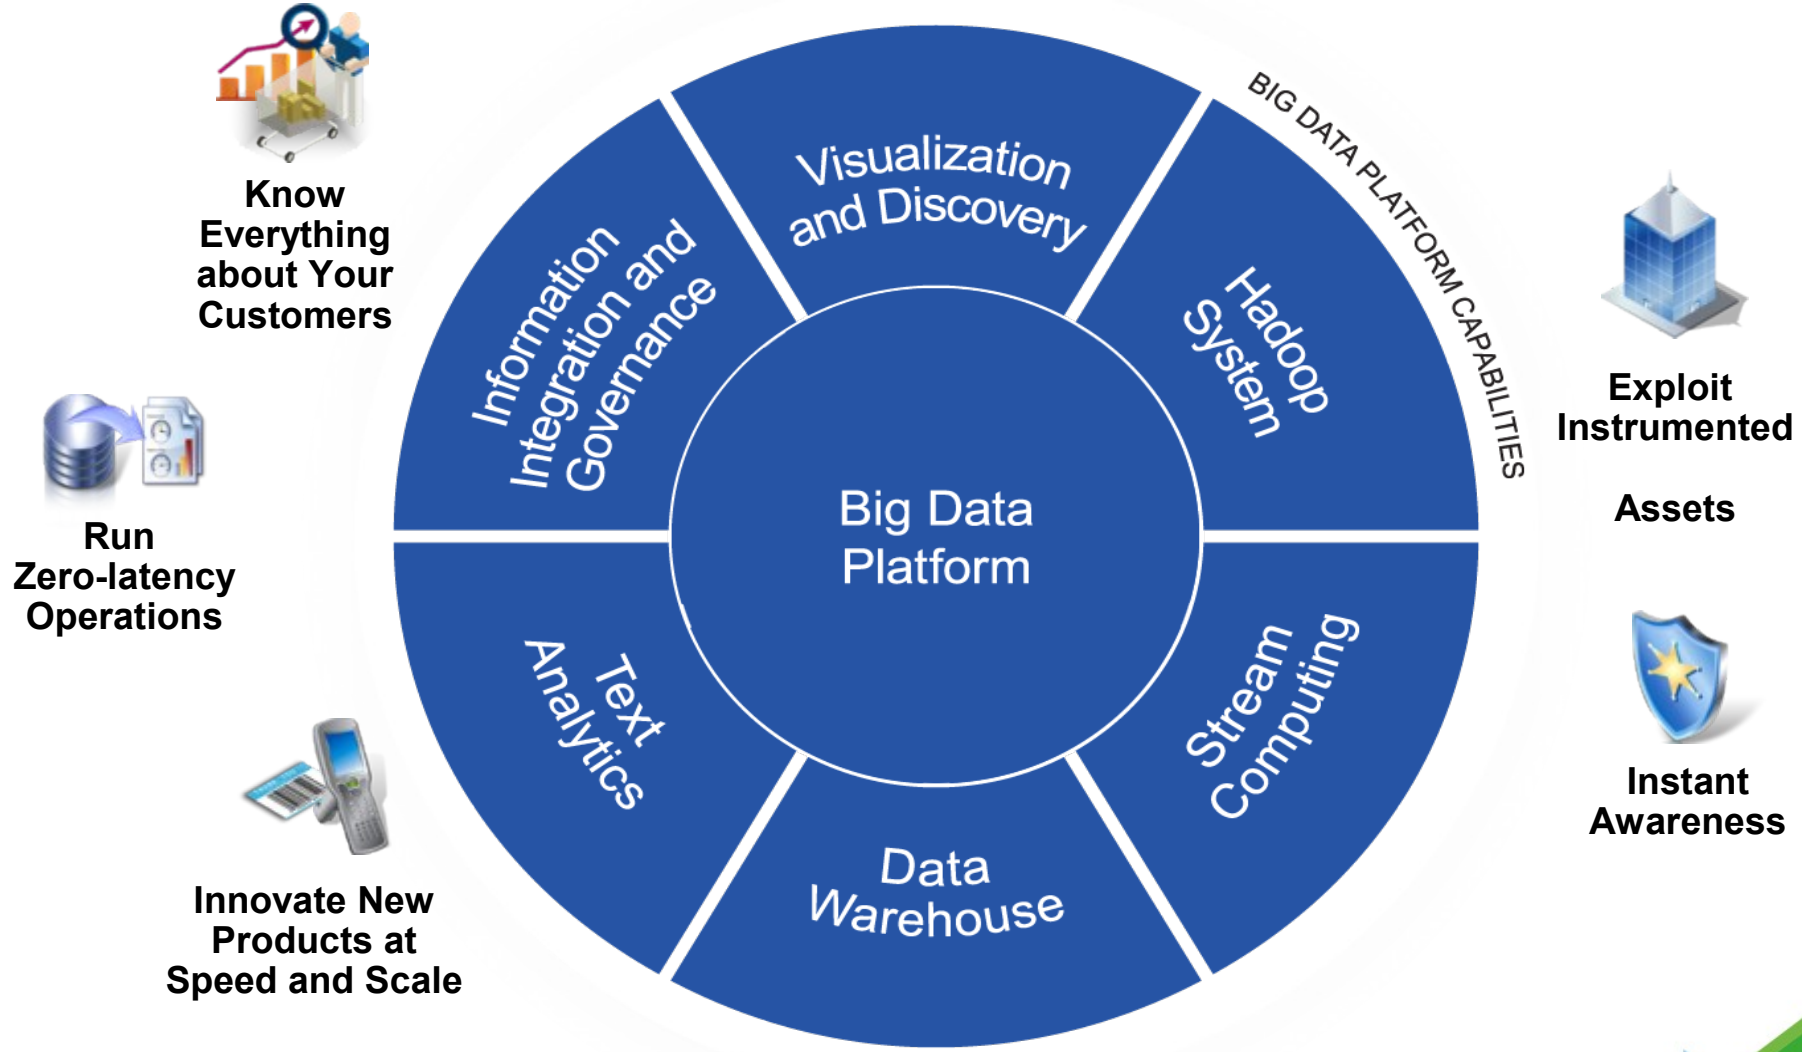 Know
Everything
about Your
Customers
Run
Zero-latency
Operations
Innovate New
Products at
Speed and Scale
Visualization
and Discovery
Hadoop
System
Stream
Computing
Data
Warehouse
Text
Analytics
Information
Integration and
Governance
Big Data
Platform
BIG DATA PLATFORM CAPABILITIES
Exploit
Instrumented
Assets
Instant
Awareness